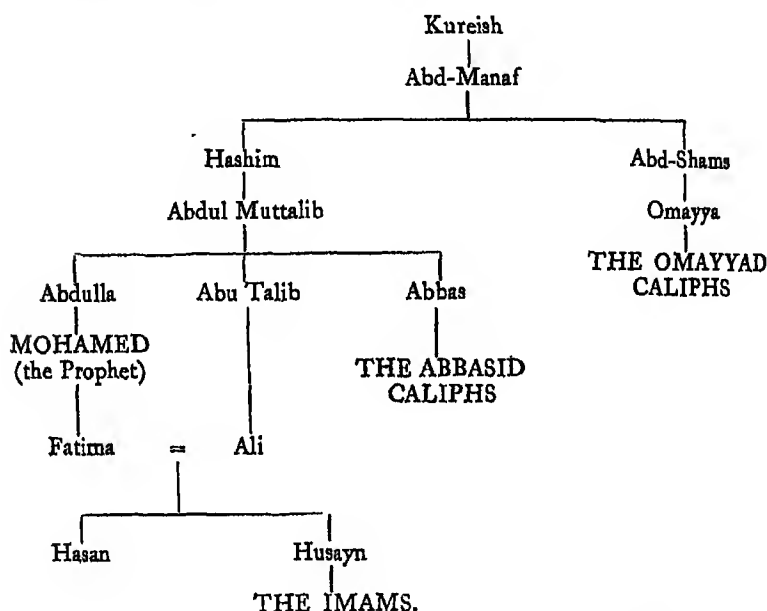 Kureish
Abd-Manaf
Hashim Abd-Shams
Abdul Muttalib Omayya
THE OMAYYAD
CALIPHS
Abdulla Abu Talib Abbas
MOHAMED
(the Prophet)
THE ABBASID
CALIPHS
Fatima = Ali
Hasan Husayn
THE IMAMS.